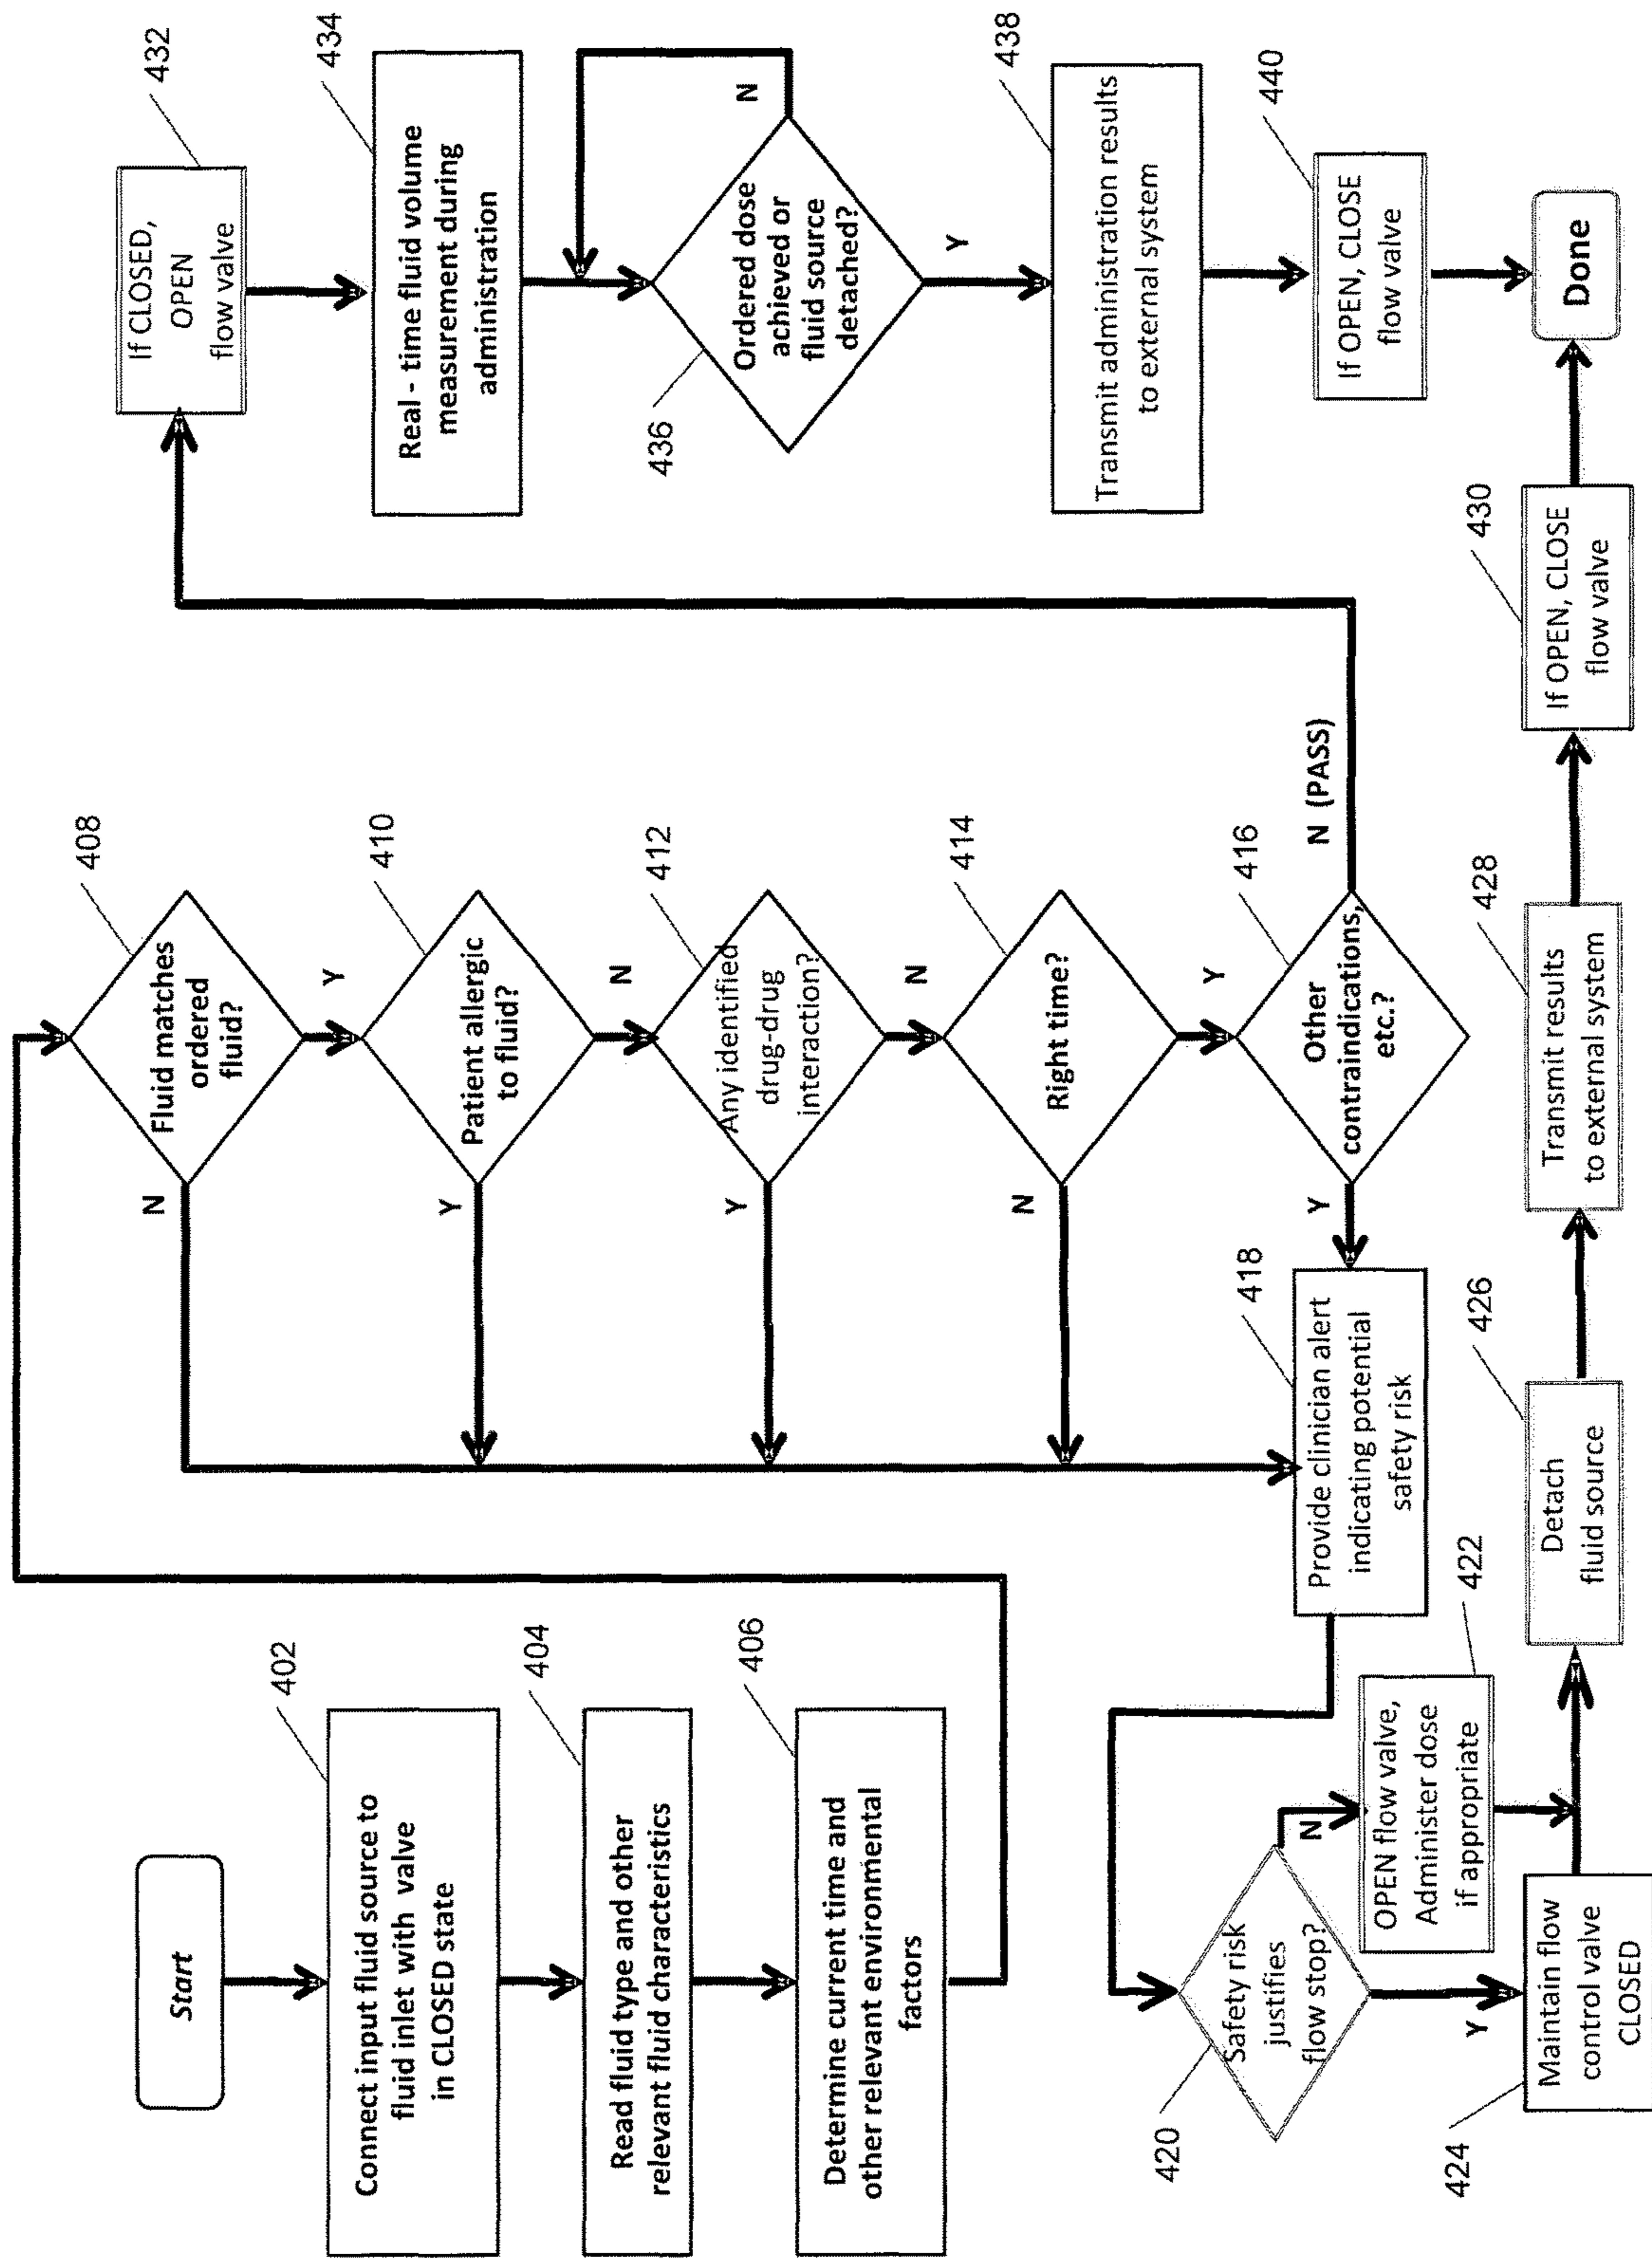 Start
402
Connect input fluid source to
fluid inlet with valve
in CLOSED state
404
Read fluid type and other
relevant fluid characteristics
406
Determine current time and
other relevant environmental
factors
408
Fluid matches
ordered
fluid?
N
Y
410
Patient allergic
to fluid?
Y
N
412
Any identified
drug-drug
interaction?
Y
N
414
Right time?
N
Y
416
Other
contraindications,
etc.?
Y
N (PASS)
418
Provide clinician alert
indicating potential
safety risk
420
Safety risk
justifies
flow stop?
N
Y
422
OPEN flow valve,
Administer dose
if appropriate
424
Maintain flow
control valve
CLOSED
426
Detach
fluid source
428
Transmit results
to external system
430
If OPEN, CLOSE
flow valve
432
If CLOSED,
OPEN
flow valve
434
Real - time fluid volume
measurement during
administration
436
Ordered dose
achieved or
fluid source
detached?
N
Y
438
Transmit administration results
to external system
440
If OPEN, CLOSE
flow valve
Done